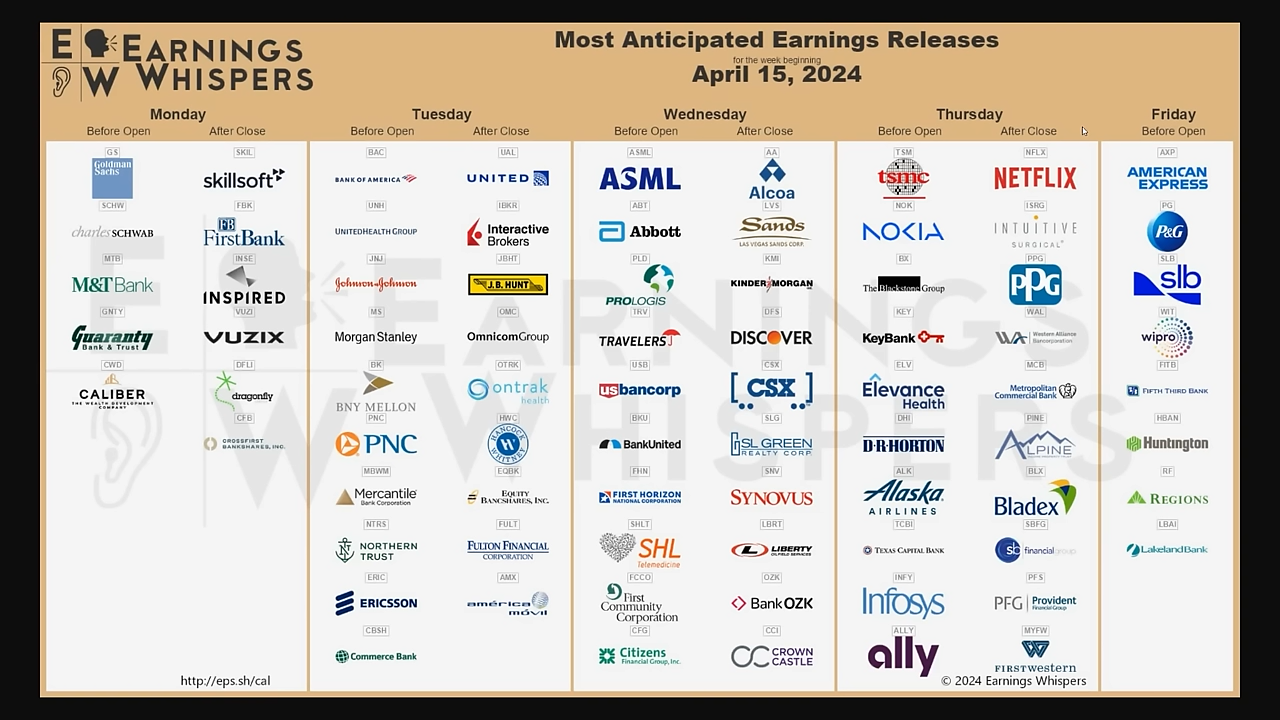 E
W
EARNINGS
WHISPERS
Most Anticipated Earnings Releases
for the week beginning
April 15, 2024
Monday
Before Open
After Close
Tuesday
Before Open
After Close
Wednesday
Before Open
After Close
Thursday
Before Open
After Close
Friday
Before Open
GS
Goldman
Sachs
SCHW
charles SCHWAB
MTB
M&T Bank
GNTY
Guaranty
Bank & Trust
CWD
CALIBER
THE WEALTH DEVELOPMENT
COMPANY
SKIL
skillsoft
FBK
FB
FirstBank
INSE
INSPIRED
VUZI
VUZIX
DFLI
dragonfly
CFB
CROSSFIRST
BANKSHARES, INC.
http://eps.sh/cal
BAC
BANK OF AMERICA
UNH
UNITEDHEALTH GROUP
JNJ
Johnson & Johnson
MS
Morgan Stanley
BK
BNY MELLON
PNC
PNC
MBWM
Mercantile
Bank Corporation
NTRS
NORTHERN
TRUST
ERIC
ERICSSON
CBSH
Commerce Bank
UAL
UNITED
IBKR
Interactive
Brokers
JBHT
J.B. HUNT
OMC
OmnicomGroup
OTRK
ontrak
health
HWC
HANCOCK
WHITNEY
EQBK
EQUITY
BANCSHARES, INC.
FULT
FULTON FINANCIAL
CORPORATION
AMX
américa
móvil
ASML
ASML
ABT
Abbott
PLD
PROLOGIS
TRV
TRAVELERS
USB
usbancorp
BKU
BankUnited
FHN
FIRST HORIZON
NATIONAL CORPORATION
SHLT
SHL
Telemedicine
FCCO
First
Community
Corporation
CFG
Citizens
Financial Group, Inc.
AA
Alcoa
LVS
Sands
LAS VEGAS SANDS CORP.
KMI
KINDER MORGAN
DFS
DISCOVER
CSX
CSX
SLG
SL GREEN
REALTY CORP.
SNV
SYNOVUS
LBRT
LIBERTY
OILFIELD SERVICES
OZK
Bank OZK
CCI
CROWN
CASTLE
TSM
tsmc
NOK
NOKIA
BX
The Blackstone Group
KEY
KeyBank
ELV
Elevance
Health
DHI
D·R·HORTON
ALK
Alaska
AIRLINES
TCBI
TEXAS CAPITAL BANK
INFY
Infosys
ALLY
ally
NFLX
NETFLIX
ISRG
INTUITIVE
SURGICAL
PPG
PPG
WAL
WA
Western Alliance
Bancorporation
MCB
Metropolitan
Commercial Bank
PINE
ALPINE
BLX
Bladex
SBFG
sb financial group
PFS
PFG Provident
Financial Group
MYFW
FIRST WESTERN
© 2024 Earnings Whispers
AXP
AMERICAN
EXPRESS
PG
P&G
SLB
slb
WIT
wipro
FITB
FIFTH THIRD BANK
HBAN
Huntington
RF
REGIONS
LBAI
LakelandBank
E EARNINGS
W WHISPERS